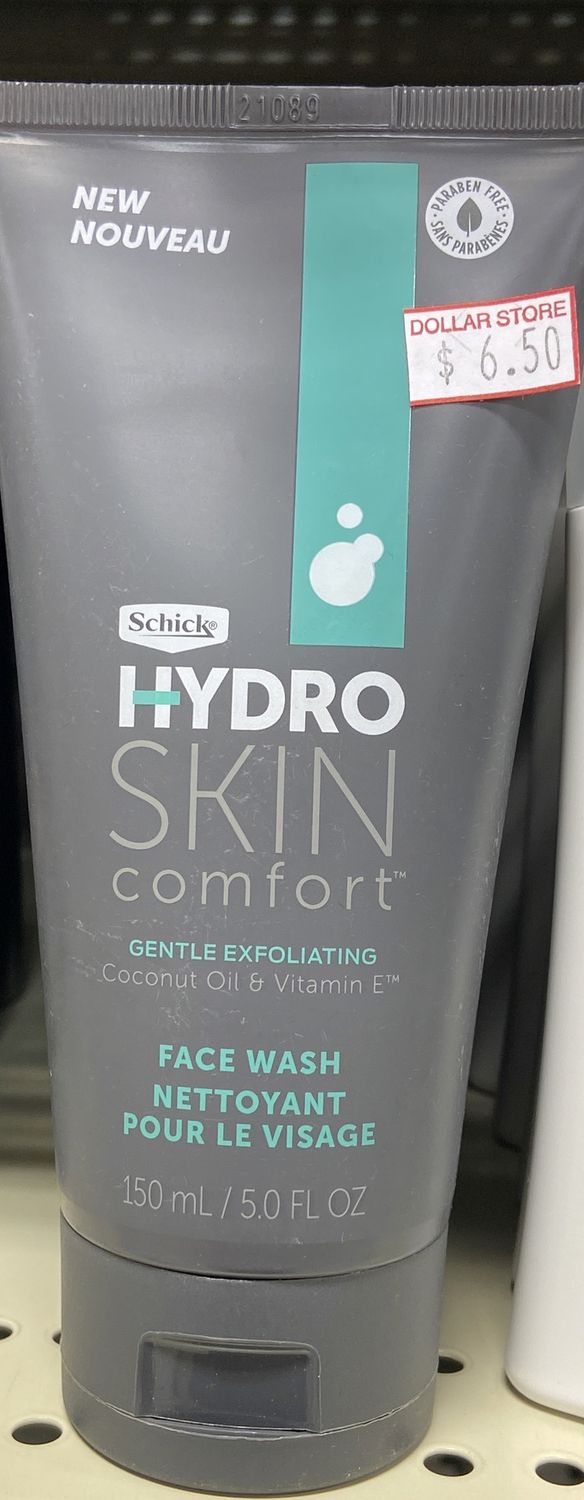 21089
NEW
NOUVEAU
PARABEN FREE
SANS PARABÈNES
DOLLAR STORE
$ 6.50
Schick®
HYDRO
SKIN
comfort™
GENTLE EXFOLIATING
Coconut Oil & Vitamin E™
FACE WASH
NETTOYANT
POUR LE VISAGE
150 mL / 5.0 FL OZ